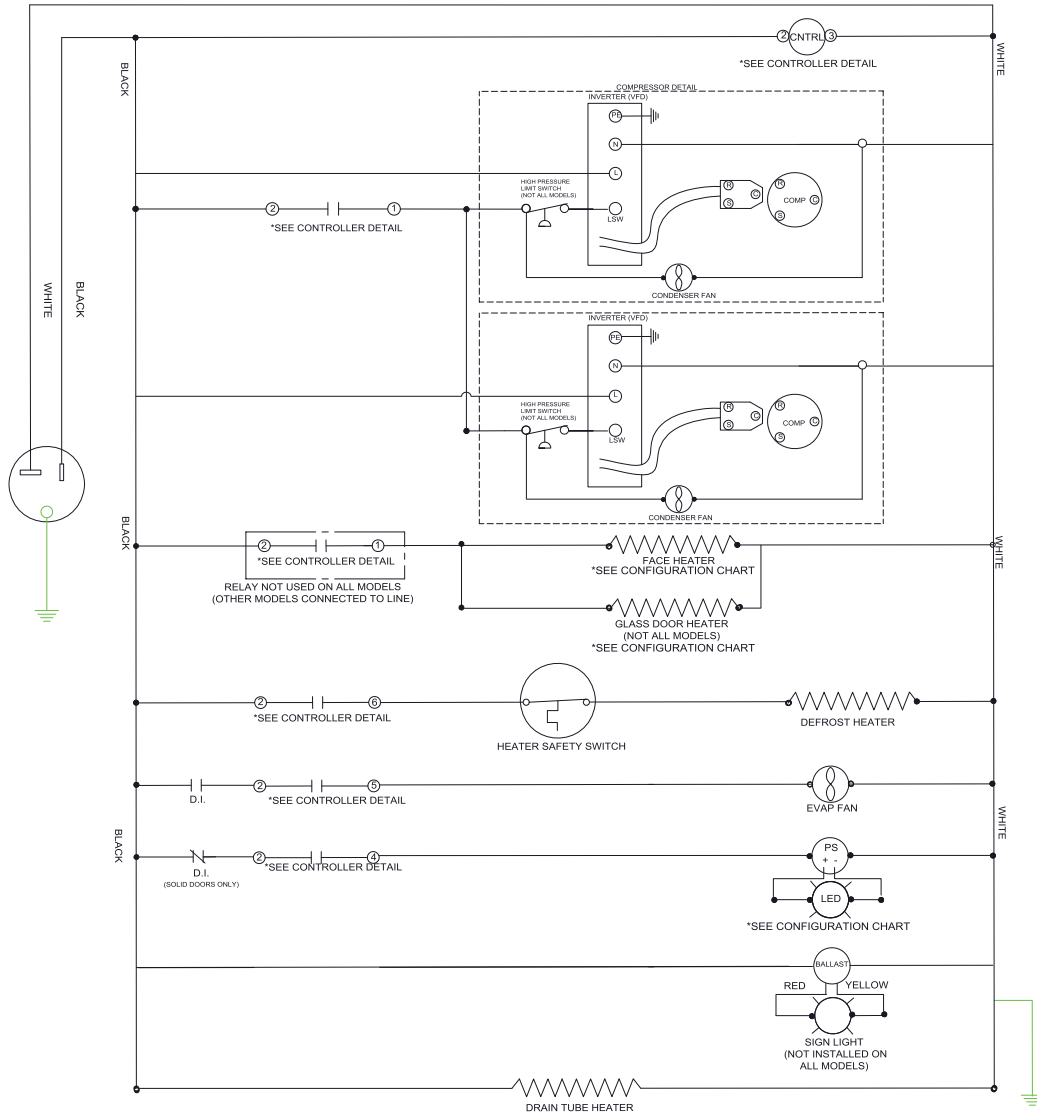 2 CNTRL 3
*SEE CONTROLLER DETAIL
BLACK
WHITE
COMPRESSOR DETAIL
INVERTER (VFD)
PE
N
L
HIGH PRESSURE
LIMIT SWITCH
(NOT ALL MODELS)
LSW
R
S
C
R
S
COMP C
2 1
*SEE CONTROLLER DETAIL
CONDENSER FAN
WHITE
BLACK
INVERTER (VFD)
PE
N
L
HIGH PRESSURE
LIMIT SWITCH
(NOT ALL MODELS)
LSW
R
S
C
R
S
COMP C
CONDENSER FAN
BLACK
WHITE
2 1
*SEE CONTROLLER DETAIL
RELAY NOT USED ON ALL MODELS
(OTHER MODELS CONNECTED TO LINE)
FACE HEATER
*SEE CONFIGURATION CHART
GLASS DOOR HEATER
(NOT ALL MODELS)
*SEE CONFIGURATION CHART
2 6
*SEE CONTROLLER DETAIL
HEATER SAFETY SWITCH
DEFROST HEATER
D.I.
2 5
*SEE CONTROLLER DETAIL
EVAP FAN
BLACK
WHITE
D.I.
(SOLID DOORS ONLY)
2 4
*SEE CONTROLLER DETAIL
PS
+ -
LED
*SEE CONFIGURATION CHART
BALLAST
RED YELLOW
SIGN LIGHT
(NOT INSTALLED ON
ALL MODELS)
DRAIN TUBE HEATER